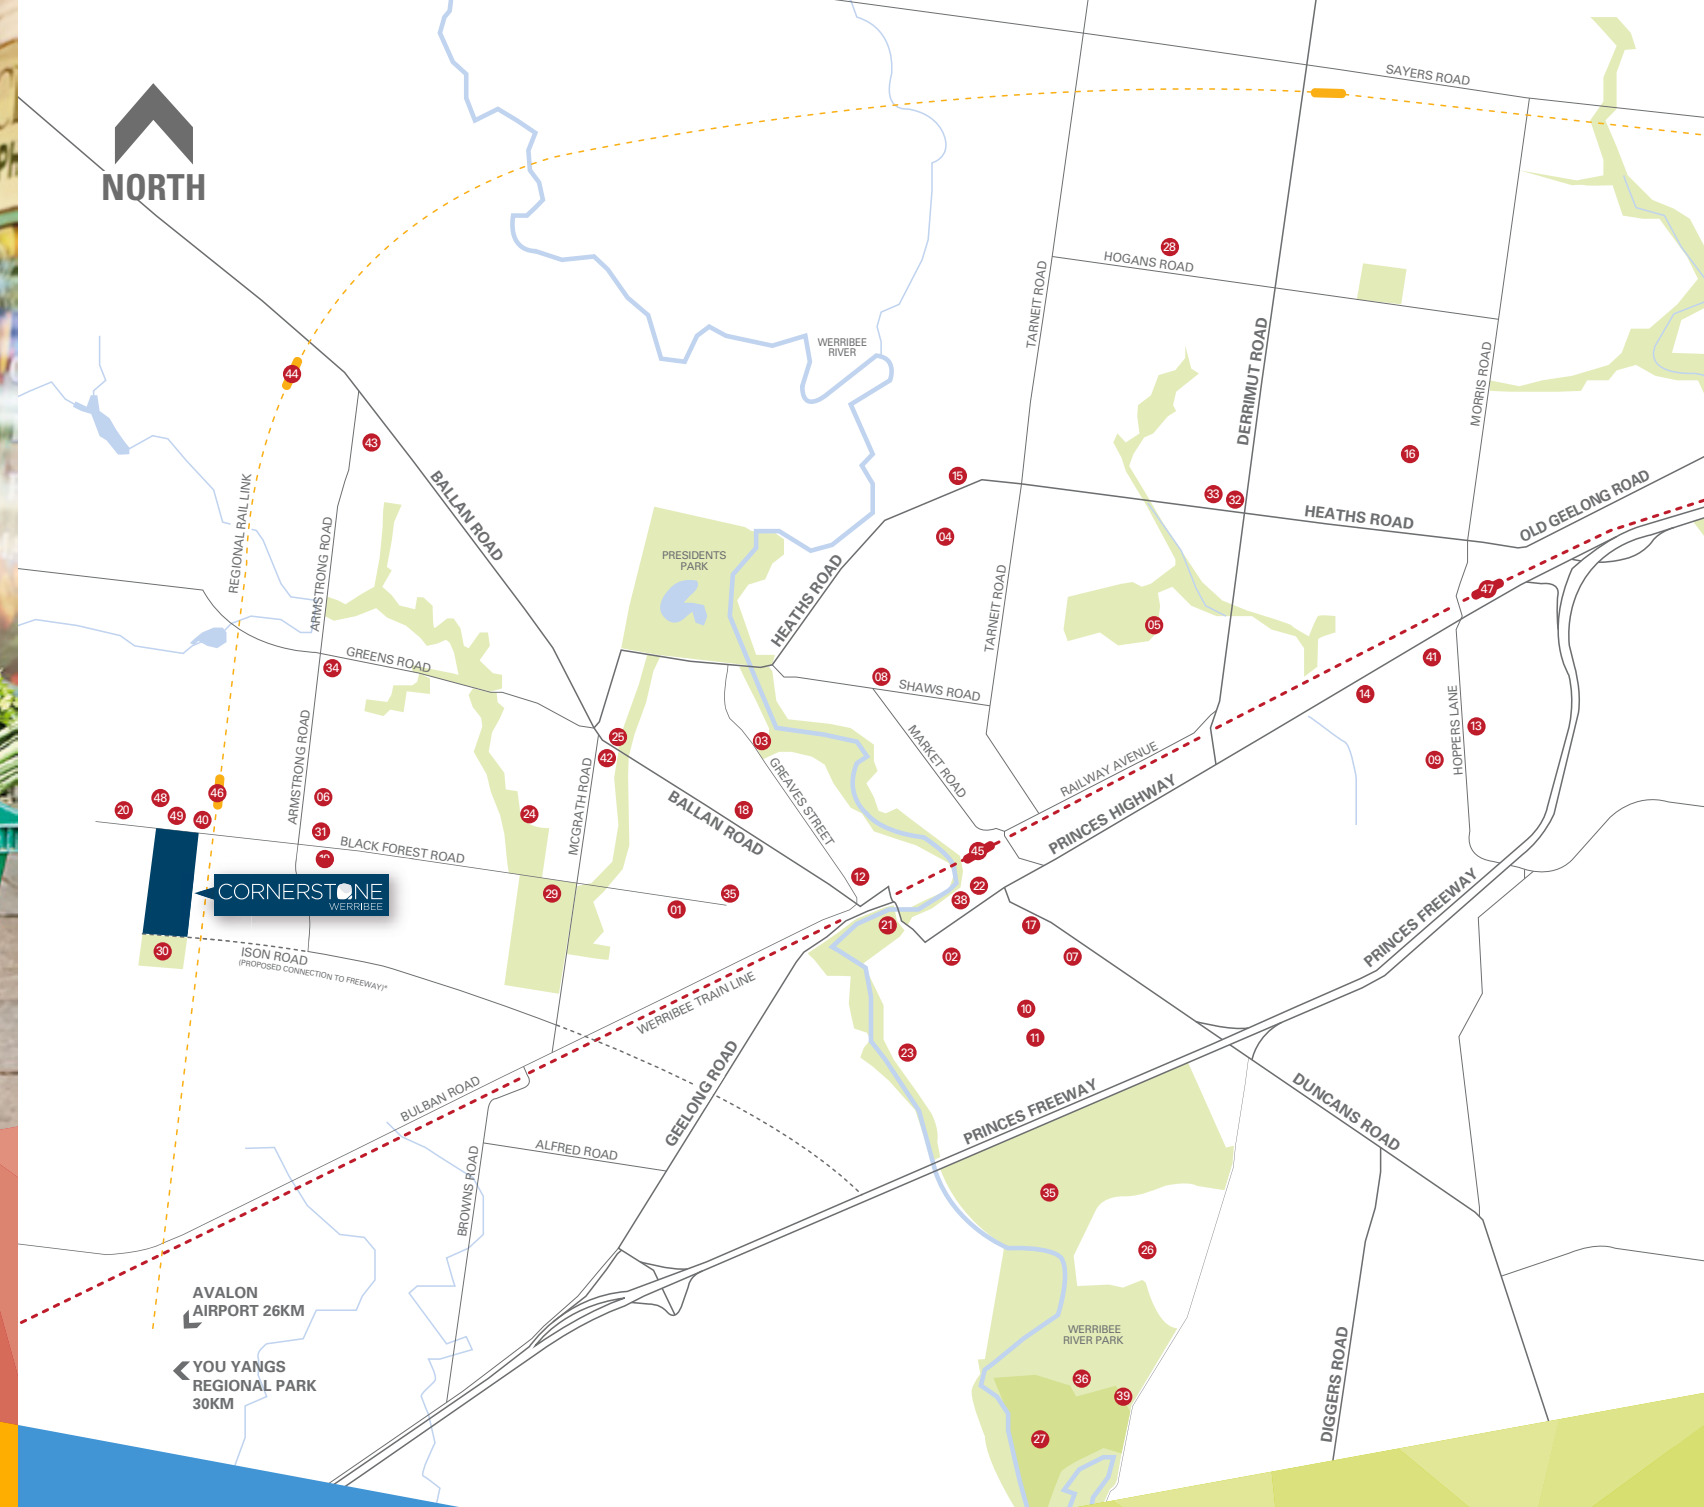 SAYERS ROAD
NORTH
28
HOGANS ROAD
TARNEIT ROAD
DERRIMUT ROAD
WERRIBEE
RIVER
MORRIS ROAD
44
43
16
15
BALLAN ROAD
REGIONAL RAIL LINK
33
32
HEATHS ROAD
OLD GEELONG ROAD
04
ARMSTRONG ROAD
PRESIDENTS
PARK
HEATHS ROAD
TARNEIT ROAD
47
05
GREENS ROAD
34
08
SHAWS ROAD
41
14
HOPPERS LANE
13
09
ARMSTRONG ROAD
25
42
03
MARKET ROAD
RAILWAY AVENUE
PRINCES HIGHWAY
MCGRATH ROAD
GREAVES STREET
46
48
20
49
40
06
24
18
BALLAN ROAD
31
BLACK FOREST ROAD
45
12
22
38
CORNERSTONE
WERRIBEE
29
35
01
21
17
02
07
PRINCES FREEWAY
30
ISON ROAD
(PROPOSED CONNECTION TO FREEWAY)*
WERRIBEE TRAIN LINE
10
11
23
BULBAN ROAD
GEELONG ROAD
PRINCES FREEWAY
DUNCANS ROAD
ALFRED ROAD
BROWNS ROAD
35
26
AVALON
AIRPORT 26KM
WERRIBEE
RIVER PARK
YOU YANGS
REGIONAL PARK
30KM
36
39
DIGGERS ROAD
27